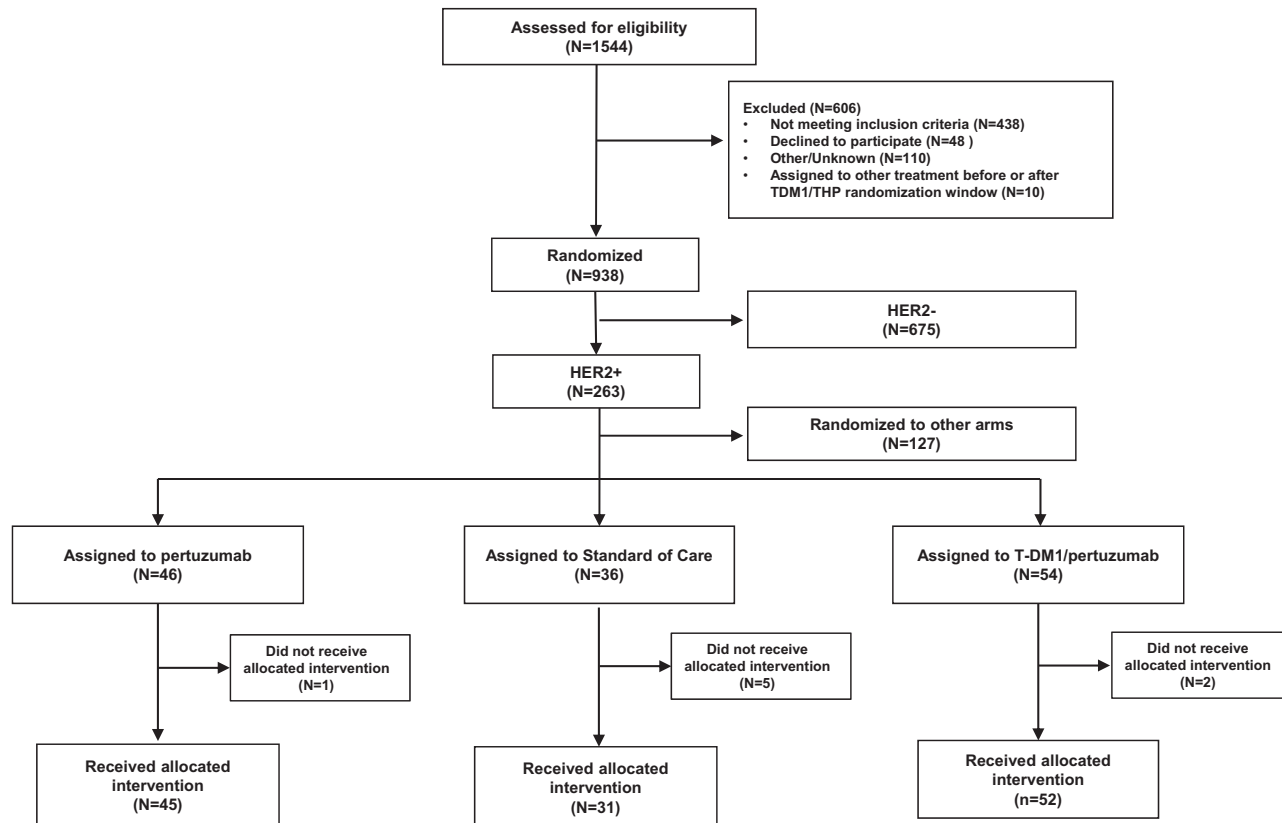 Assessed for eligibility
(N=1544)
Excluded (N=606)
• Not meeting inclusion criteria (N=438)
• Declined to participate (N=48 )
• Other/Unknown (N=110)
• Assigned to other treatment before or after
TDM1/THP randomization window (N=10)
Randomized
(N=938)
HER2-
(N=675)
HER2+
(N=263)
Randomized to other arms
(N=127)
Assigned to pertuzumab
(N=46)
Assigned to Standard of Care
(N=36)
Assigned to T-DM1/pertuzumab
(N=54)
Did not receive
allocated intervention
(N=1)
Did not receive
allocated intervention
(N=5)
Did not receive
allocated intervention
(N=2)
Received allocated
intervention
(N=45)
Received allocated
intervention
(N=31)
Received allocated
intervention
(n=52)